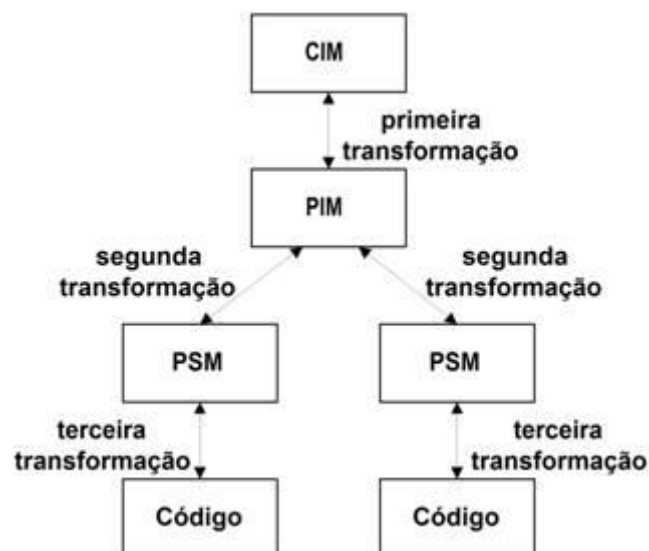 CIM
primeira
transformação
PIM
segunda
transformação
segunda
transformação
PSM
PSM
terceira
transformação
terceira
transformação
Código
Código